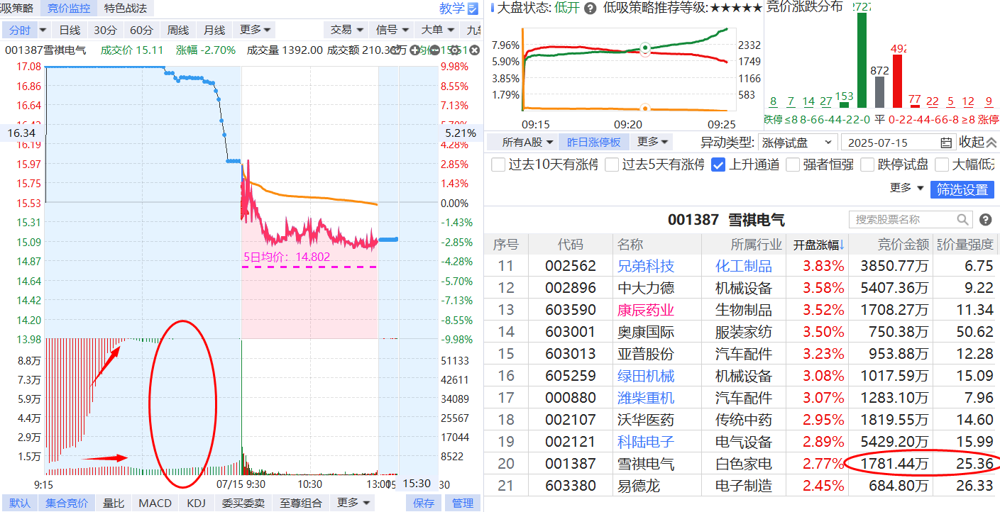 吸策略 竞价监控 特色战法 教学
分时 日线 30分 60分 周线 月线 更多 交易 信号 大单
001387雪祺电气 成交价 15.11 涨幅 -2.70% 成交量 1392.00 成交额 210.33万
17.08 9.98%
16.86 8.55%
16.64 7.13%
16.34 5.21%
16.19 4.28%
15.97 2.85%
15.75 1.43%
15.53 0.00%
15.31 -1.43%
15.09 -2.85%
14.87 -4.28%
14.64 -5.70%
14.42 -7.13%
14.20 -8.55%
13.98 -9.98%
5日均价：14.802
8.8万 51133
7.3万 42611
5.9万 34089
4.4万 25567
2.9万 17044
1.5万 8522
9:15 07/15 9:30 10:30 13:00 15:30 :30
默认 集合竞价 量比 MACD KDJ 委买委卖 至尊组合 更多 保存 管理
大盘状态: 低开 ? 低吸策略推荐等级:★★★★★
7.96% 2332
5.90% 1749
3.85% 1166
1.79% 583
09:15 09:20 09:25
竞价涨跌分布
2727
492
872
8 7 14 27 153 77 22 5 12 9
跌停 ≤8 8-6 6-4 4-2 2-0 平 0-2 2-4 4-6 6-8 ≥8 涨停
所有A股 昨日涨停板 更多 异动类型: 涨停试盘 2025-07-15 收起
过去10天有涨停 过去5天有涨停 上升通道 强者恒强 跌停试盘 大幅低
更多 筛选设置
001387 雪祺电气 搜索股票名称 ?
序号 代码 名称 所属行业 开盘涨幅↓ 竞价金额 竞价量强度
11 002562 兄弟科技 化工制品 3.83% 3850.77万 6.75
12 002896 中大力德 机械设备 3.58% 5407.36万 9.22
13 603590 康辰药业 生物制品 3.52% 1708.27万 11.34
14 603001 奥康国际 服装家纺 3.50% 750.38万 50.62
15 603013 亚普股份 汽车配件 3.23% 953.88万 12.28
16 605259 绿田机械 机械设备 3.08% 1017.59万 15.09
17 000880 潍柴重机 汽车配件 3.07% 1283.10万 7.96
18 002107 沃华医药 传统中药 2.95% 1819.55万 14.60
19 002121 科陆电子 电气设备 2.89% 5429.20万 15.99
20 001387 雪祺电气 白色家电 2.77% 1781.44万 25.36
21 603380 易德龙 电子制造 2.45% 684.80万 26.33